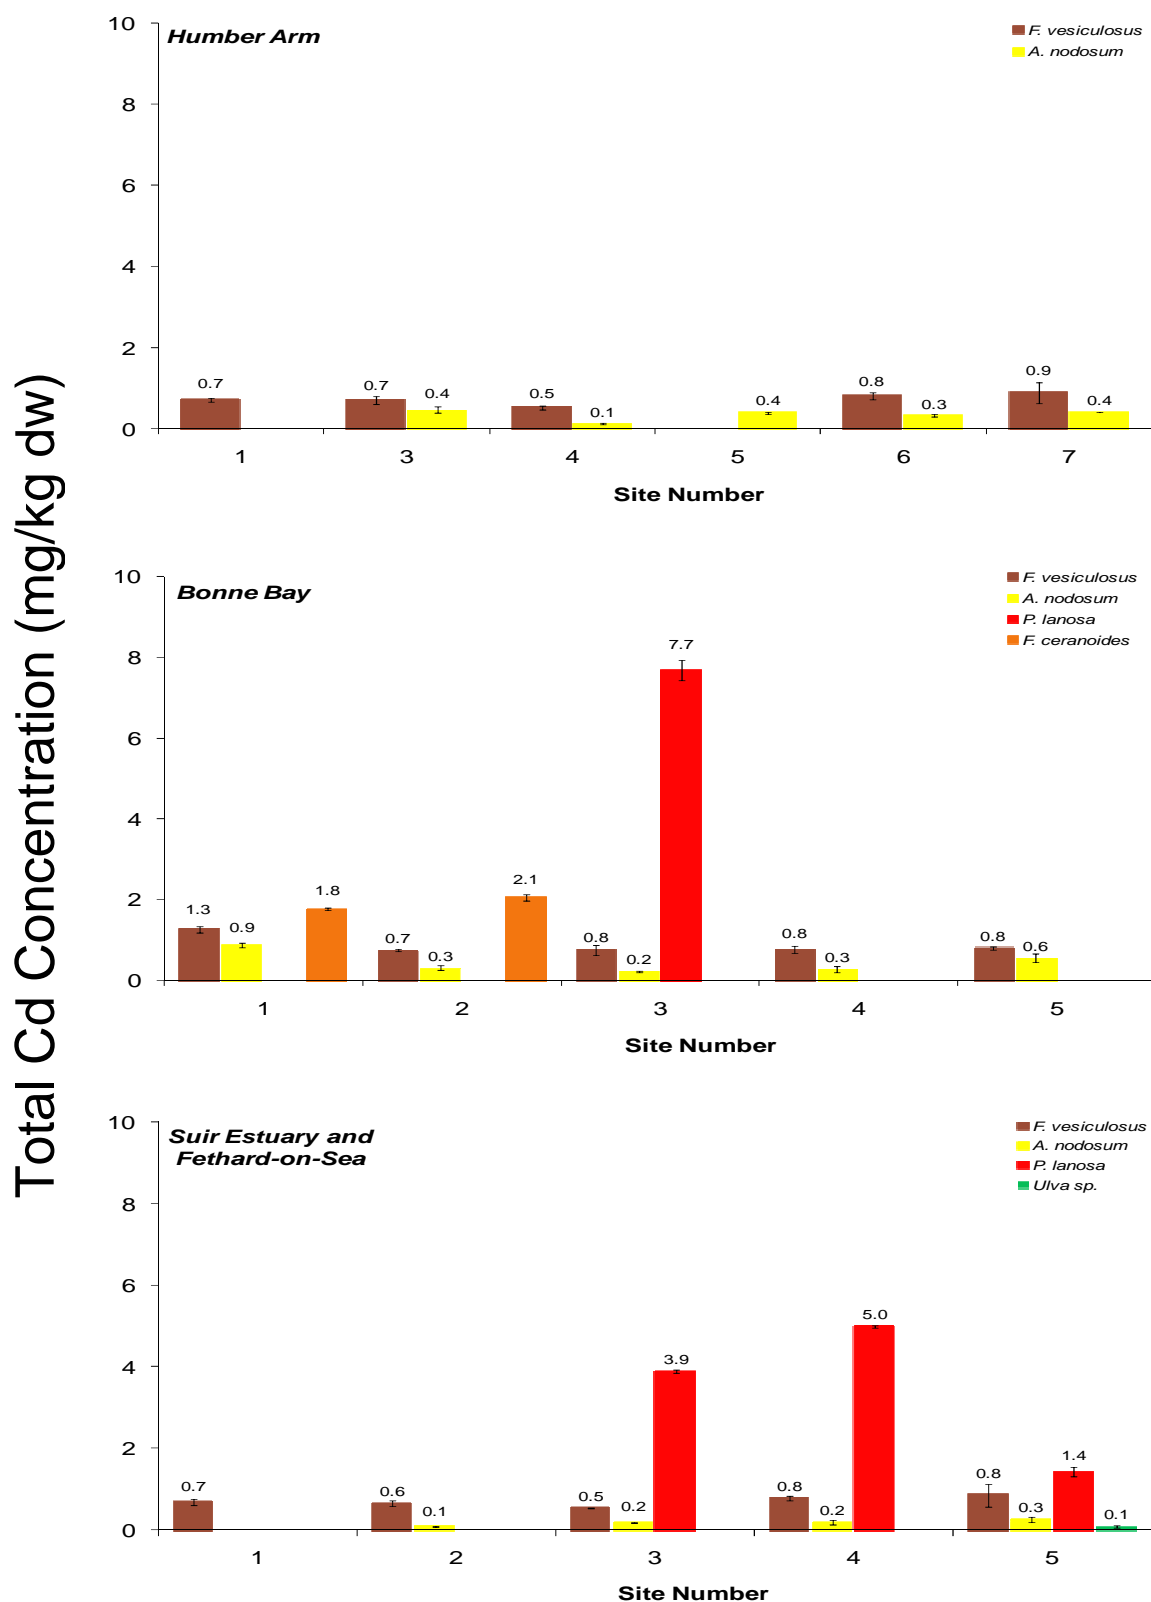 Total Cd Concentration (mg/kg dw)
Humber Arm
F. vesiculosus
A. nodosum
10
8
6
4
2
0
0.7
0.7
0.4
0.5
0.1
0.4
0.8
0.3
0.9
0.4
1 3 4 5 6 7
Site Number
Bonne Bay
F. vesiculosus
A. nodosum
P. lanosa
F. ceranoides
10
8
6
4
2
0
1.3
0.9
1.8
0.7
0.3
2.1
0.8
0.2
7.7
0.8
0.3
0.8
0.6
1 2 3 4 5
Site Number
Suir Estuary and
Fethard-on-Sea
F. vesiculosus
A. nodosum
P. lanosa
Ulva sp.
10
8
6
4
2
0
0.7
0.6
0.1
0.5
0.2
3.9
0.8
0.2
5.0
0.8
0.3
1.4
0.1
1 2 3 4 5
Site Number